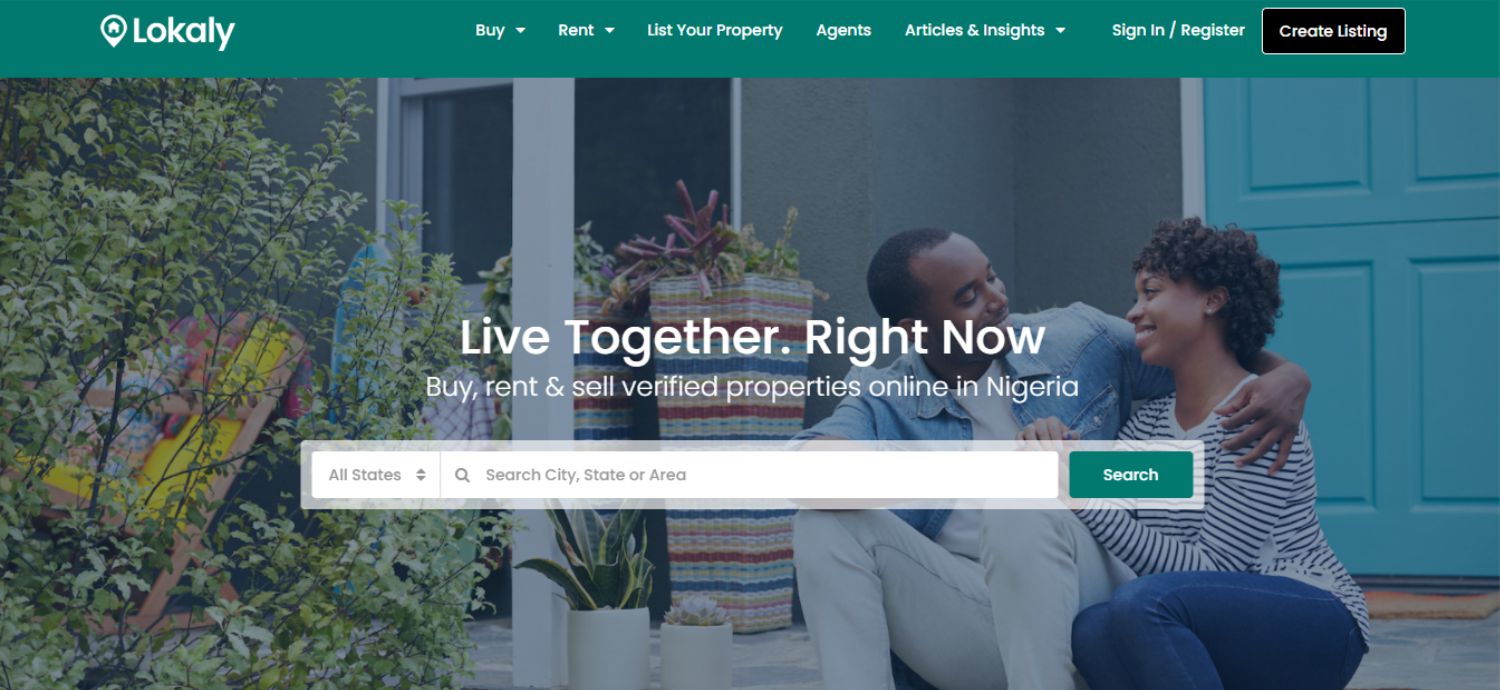 Lokaly
Buy
Rent
List Your Property
Agents
Articles & Insights
Sign In / Register
Create Listing
Live Together. Right Now
Buy, rent & sell verified properties online in Nigeria
All States
Search City, State or Area
Search